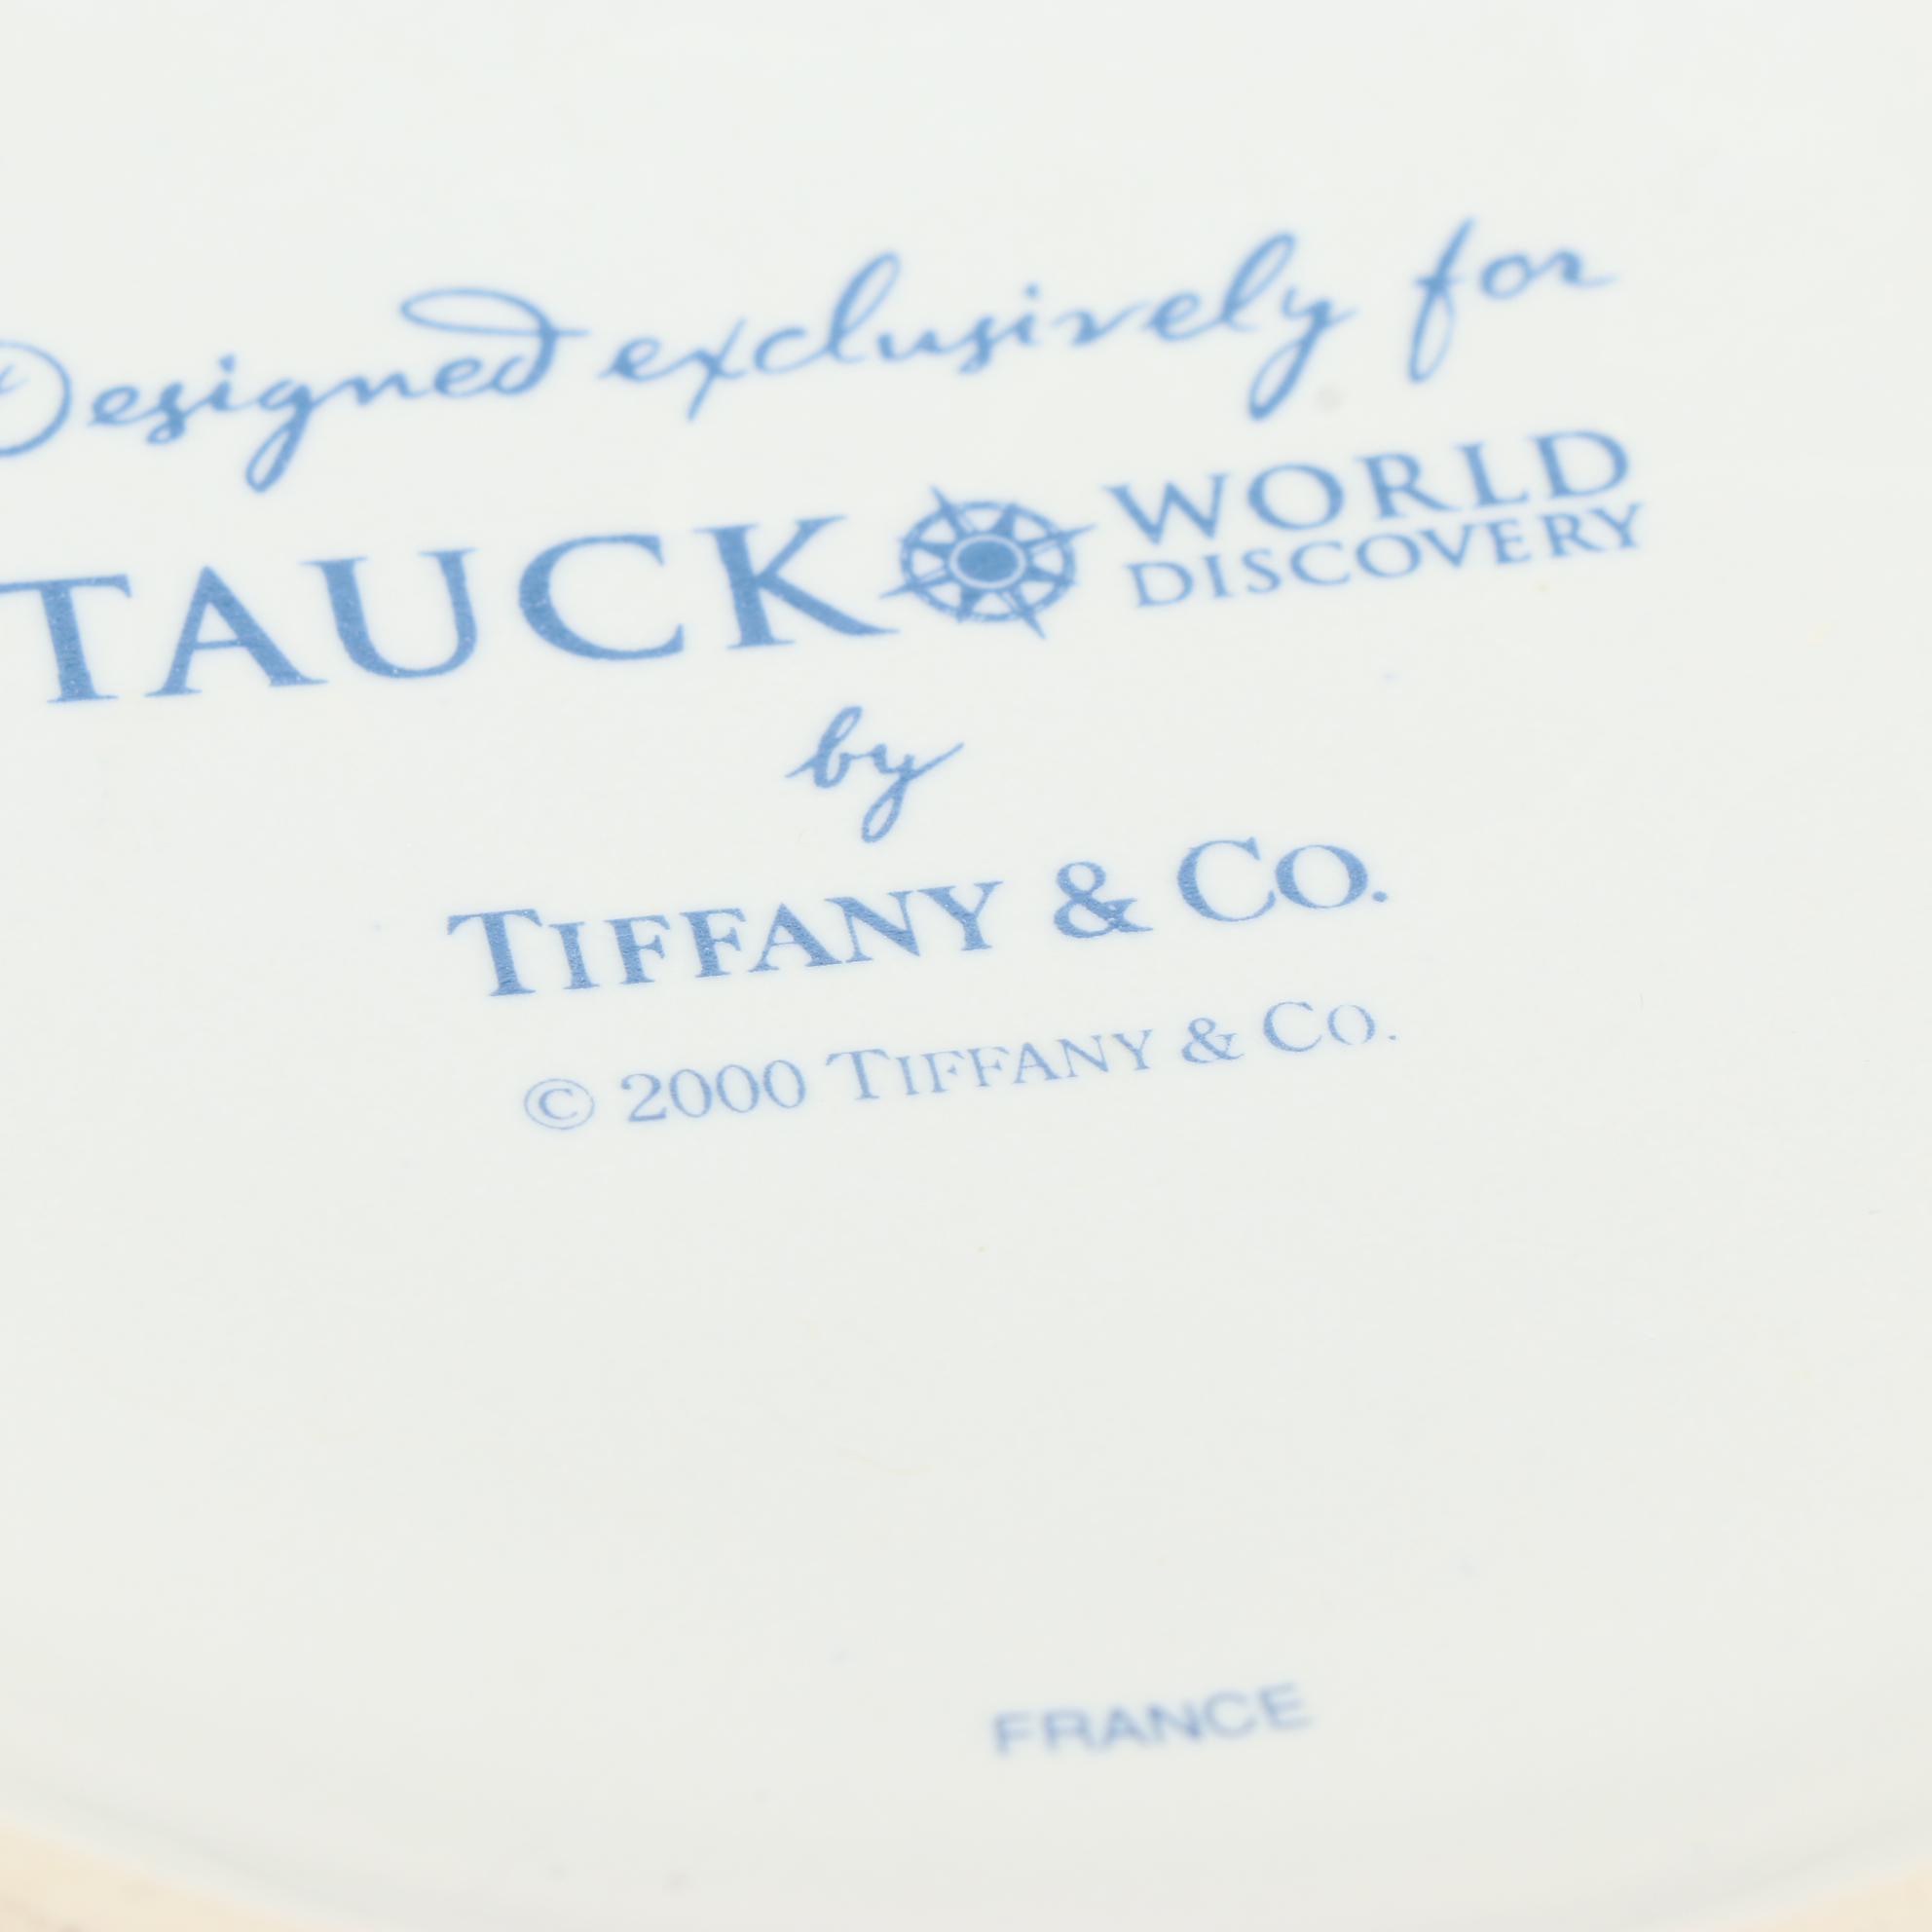 Designed exclusively for
TAUCK WORLD
DISCOVERY
by
TIFFANY & CO.
© 2000 TIFFANY & CO.
FRANCE